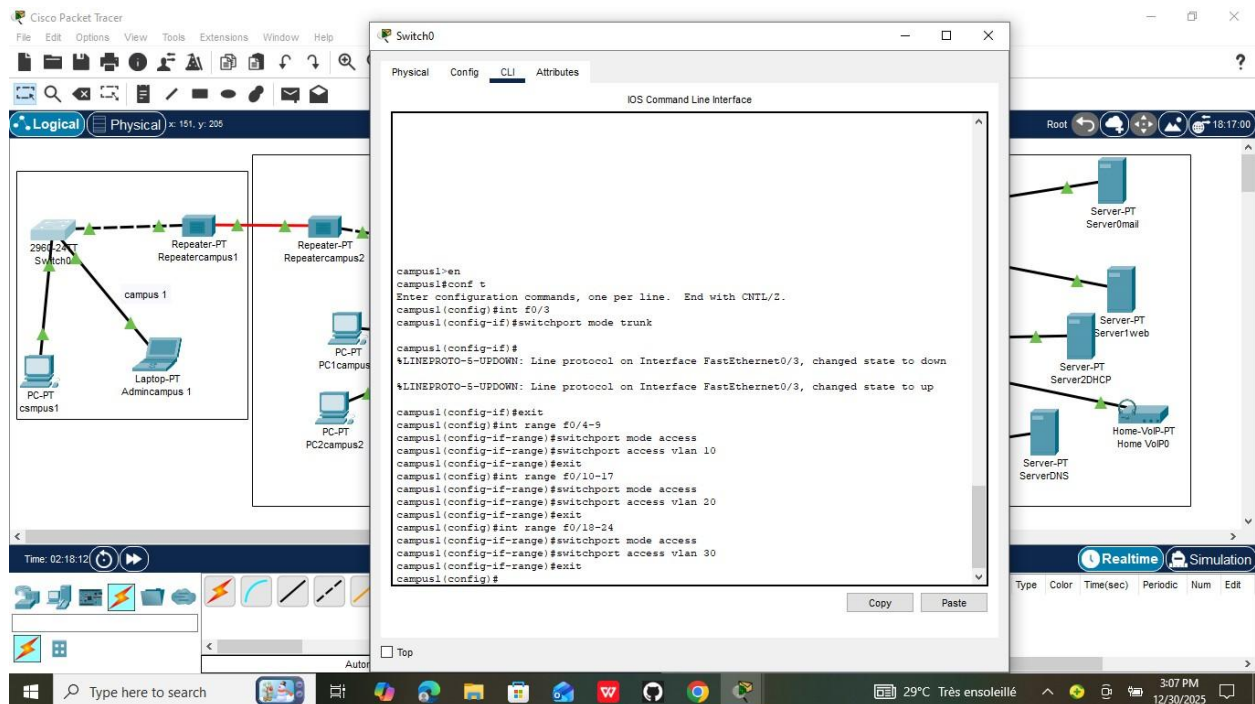 Cisco Packet Tracer
File Edit Options View Tools Extensions Window Help
?
Logical Physical x: 151, y: 205
Root 18:17:00
2960-24TT
Switch0
Repeater-PT
Repeatercampus1
Repeater-PT
Repeatercampus2
campus 1
PC-PT
csmpus1
Laptop-PT
Admincampus 1
PC-PT
PC1campus
PC-PT
PC2campus2
Switch0
Physical Config CLI Attributes
IOS Command Line Interface
campus1>en
campus1#conf t
Enter configuration commands, one per line. End with CNTL/Z.
campus1(config)#int f0/3
campus1(config-if)#switchport mode trunk
campus1(config-if)#
%LINEPROTO-5-UPDOWN: Line protocol on Interface FastEthernet0/3, changed state to down
%LINEPROTO-5-UPDOWN: Line protocol on Interface FastEthernet0/3, changed state to up
campus1(config-if)#exit
campus1(config)#int range f0/4-9
campus1(config-if-range)#switchport mode access
campus1(config-if-range)#switchport access vlan 10
campus1(config-if-range)#exit
campus1(config)#int range f0/10-17
campus1(config-if-range)#switchport mode access
campus1(config-if-range)#switchport access vlan 20
campus1(config-if-range)#exit
campus1(config)#int range f0/18-24
campus1(config-if-range)#switchport mode access
campus1(config-if-range)#switchport access vlan 30
campus1(config-if-range)#exit
campus1(config)#
Copy Paste
Top
Server-PT
Server0mail
Server-PT
Server1web
Server-PT
Server2DHCP
Home-VoIP-PT
Home VoIP0
Server-PT
ServerDNS
Time: 02:18:12
Realtime Simulation
Type Color Time(sec) Periodic Num Edit
Autor
Type here to search
29°C Très ensoleillé
3:07 PM
12/30/2025